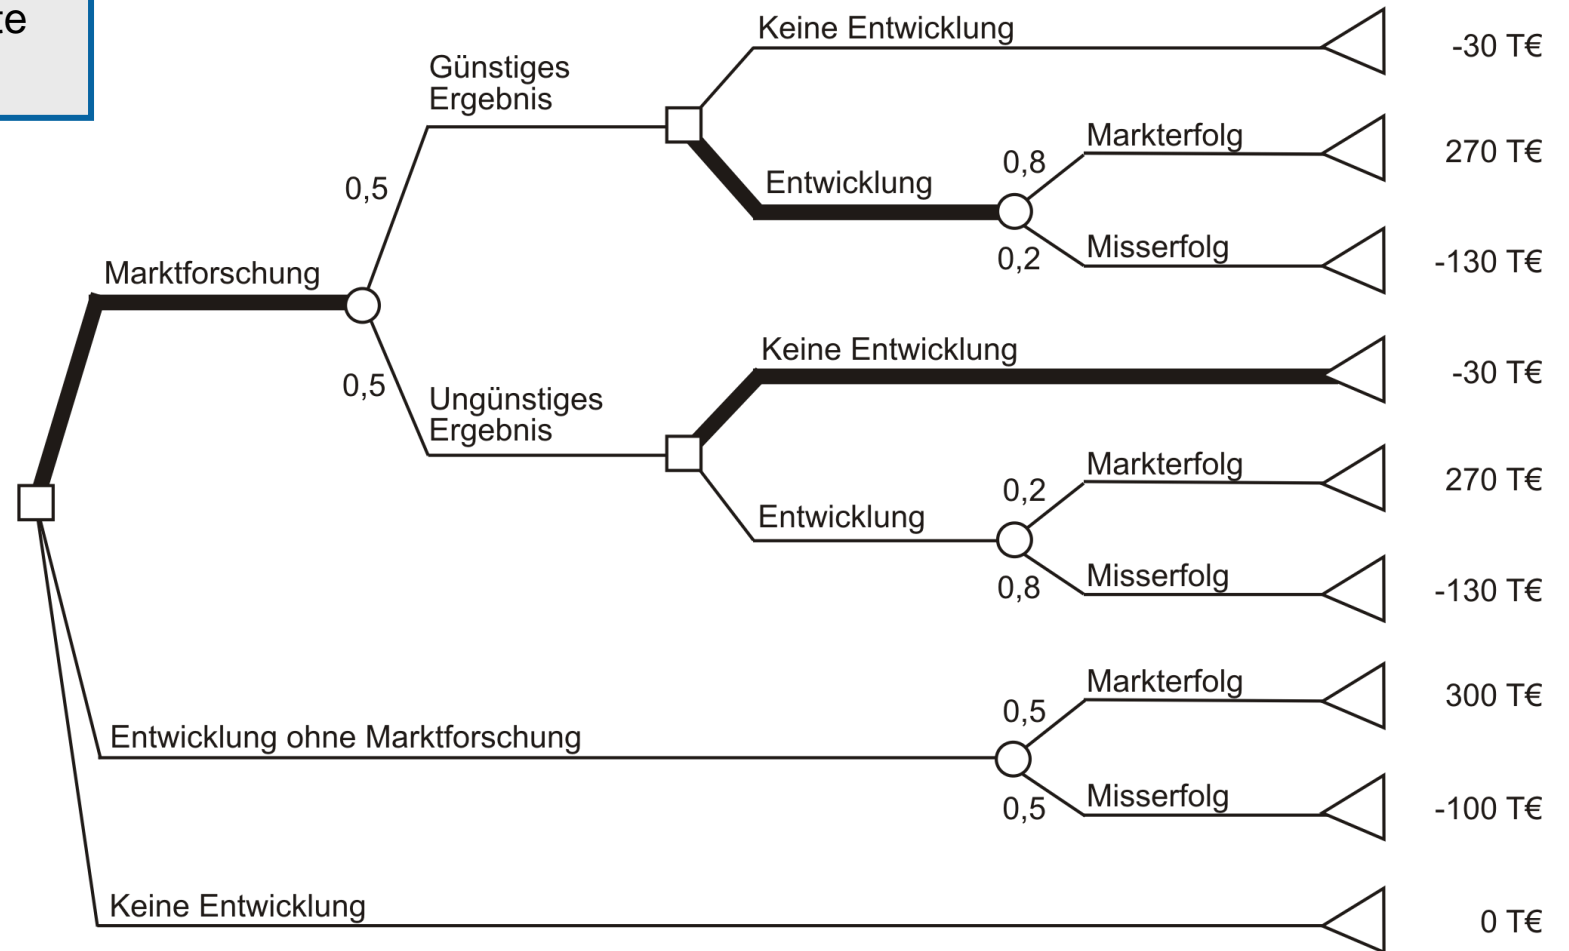 Keine Entwicklung
-30 T€
Günstiges
Ergebnis
Markterfolg
0,8
270 T€
0,5
Entwicklung
Misserfolg
0,2
-130 T€
Marktforschung
Keine Entwicklung
-30 T€
0,5
Ungünstiges
Ergebnis
Markterfolg
0,2
270 T€
Entwicklung
Misserfolg
0,8
-130 T€
Markterfolg
0,5
300 T€
Entwicklung ohne Marktforschung
Misserfolg
0,5
-100 T€
Keine Entwicklung
0 T€